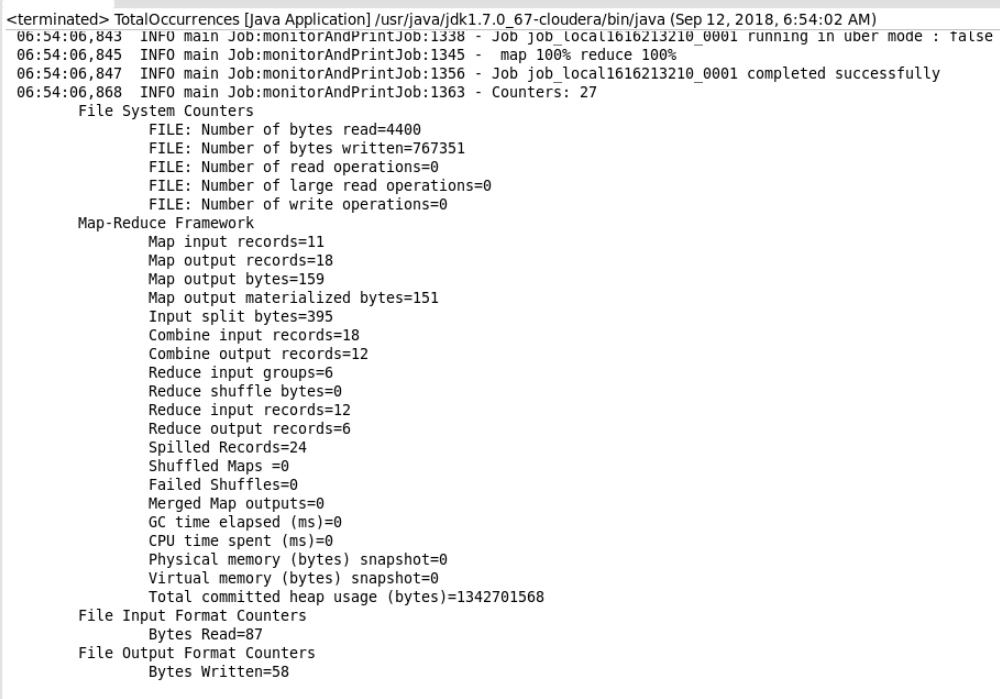 <terminated> TotalOccurrences [Java Application] /usr/java/jdk1.7.0_67-cloudera/bin/java (Sep 12, 2018, 6:54:02 AM)
06:54:06,843  INFO main Job:monitorAndPrintJob:1338 - Job job_local1616213210_0001 running in uber mode : false
06:54:06,845  INFO main Job:monitorAndPrintJob:1345 -  map 100% reduce 100%
06:54:06,847  INFO main Job:monitorAndPrintJob:1356 - Job job_local1616213210_0001 completed successfully
06:54:06,868  INFO main Job:monitorAndPrintJob:1363 - Counters: 27
File System Counters
FILE: Number of bytes read=4400
FILE: Number of bytes written=767351
FILE: Number of read operations=0
FILE: Number of large read operations=0
FILE: Number of write operations=0
Map-Reduce Framework
Map input records=11
Map output records=18
Map output bytes=159
Map output materialized bytes=151
Input split bytes=395
Combine input records=18
Combine output records=12
Reduce input groups=6
Reduce shuffle bytes=0
Reduce input records=12
Reduce output records=6
Spilled Records=24
Shuffled Maps =0
Failed Shuffles=0
Merged Map outputs=0
GC time elapsed (ms)=0
CPU time spent (ms)=0
Physical memory (bytes) snapshot=0
Virtual memory (bytes) snapshot=0
Total committed heap usage (bytes)=1342701568
File Input Format Counters
Bytes Read=87
File Output Format Counters
Bytes Written=58